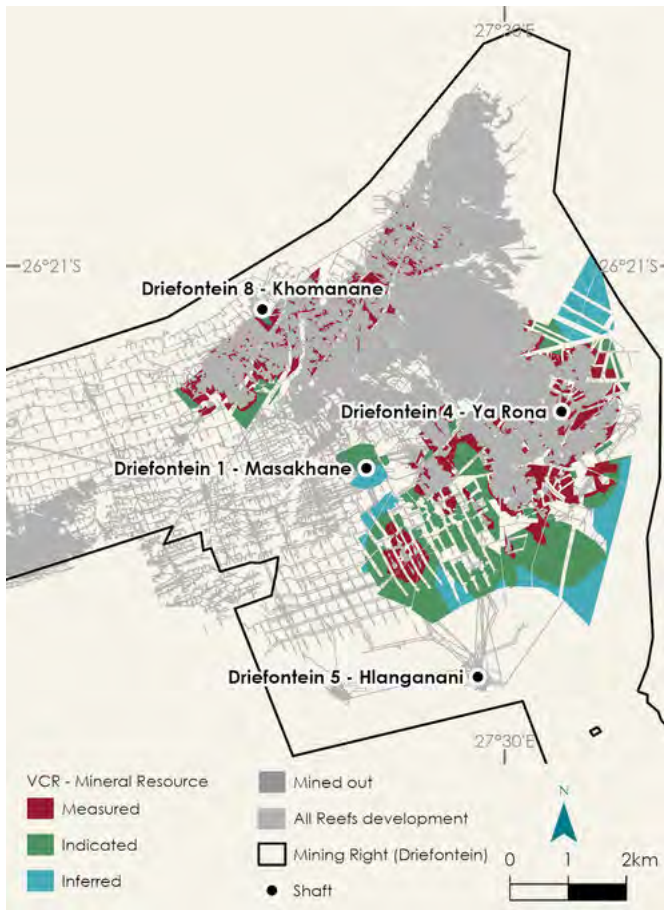 27°30'E
26°21'S
26°21'S
Driefontein 8 - Khomanane
Driefontein 4 - Ya Rona
Driefontein 1 - Masakhane
Driefontein 5 - Hlanganani
27°30'E
VCR - Mineral Resource
Measured
Indicated
Inferred
Mined out
All Reefs development
Mining Right (Driefontein)
Shaft
N
0 1 2km